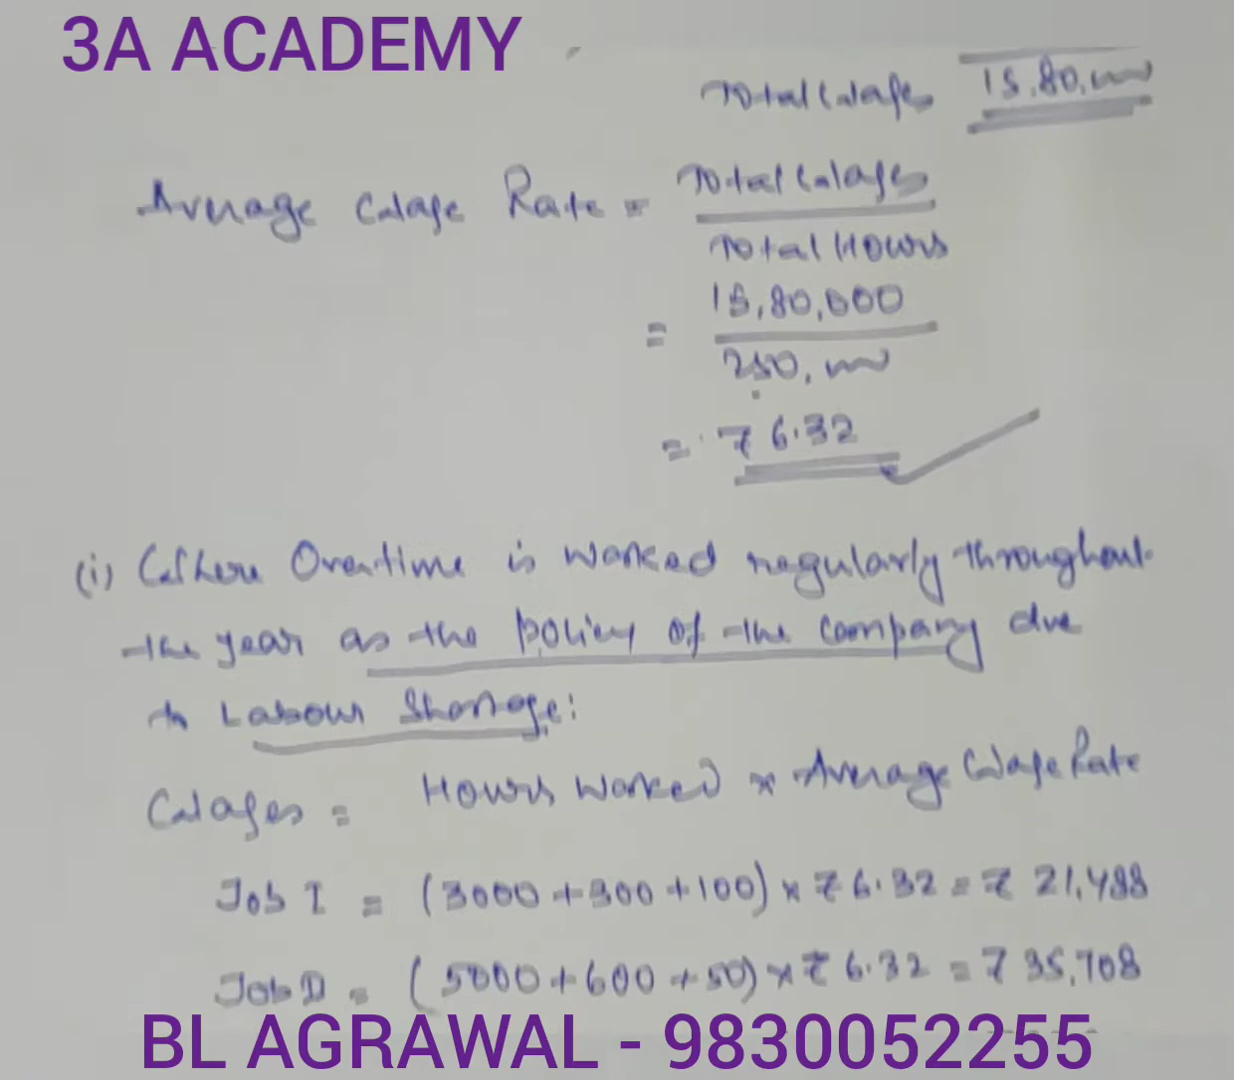 3A ACADEMY
Total Wages 15,80,000
Average Wage Rate = Total Wages
Total Hours
= 15,80,000
250,000
= ₹ 6.32
(i) Where Overtime is worked regularly throughout
the year as the policy of the company due
to Labour Shortage:
Wages = Hours Worked × Average Wage Rate
Job I = (3000 + 300 + 100) × ₹ 6.32 = ₹ 21,488
Job II = (5000 + 600 + 50) × ₹ 6.32 = ₹ 35,708
BL AGRAWAL - 9830052255